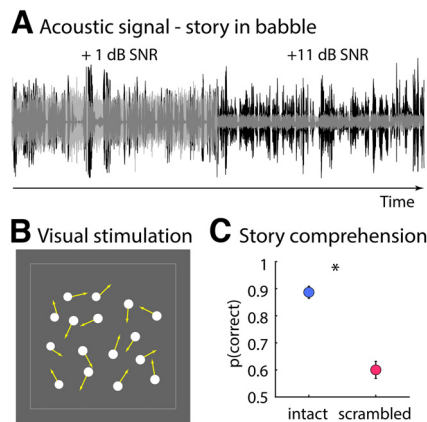 A Acoustic signal - story in babble
+ 1 dB SNR +11 dB SNR
Time
B Visual stimulation
C Story comprehension
1
*
0.9
0.8
0.7
0.6
0.5
p(correct)
intact scrambled